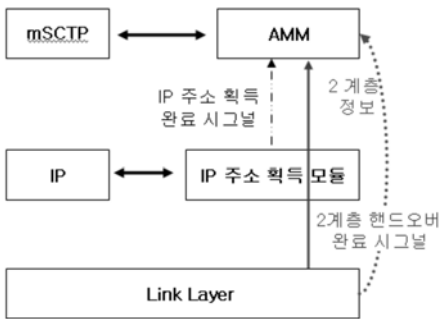 mSCTP
AMM
IP 주소 획득
완료 시그널
2 계층
정보
IP
IP 주소 획득 모듈
2계층 핸드오버
완료 시그널
Link Layer